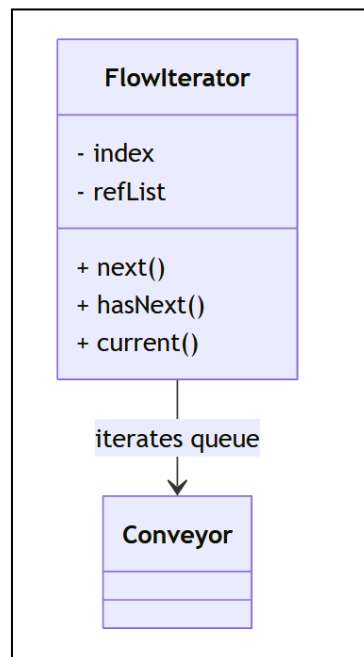 FlowIterator
- index
- refList
+ next()
+ hasNext()
+ current()
iterates queue
Conveyor